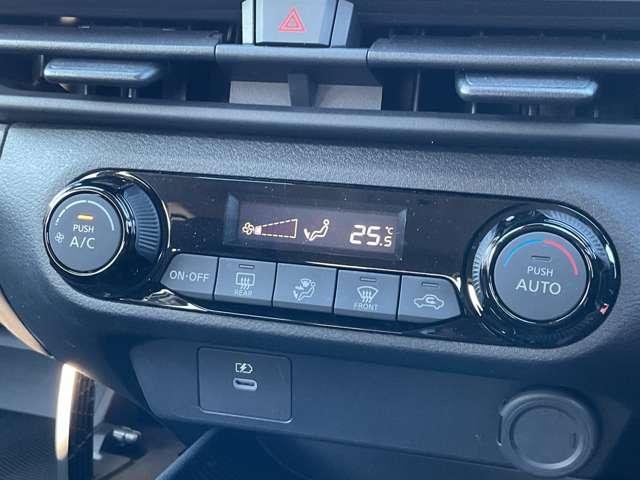 PUSH
A/C
25.5 °C
ON·OFF
REAR
FRONT
PUSH
AUTO